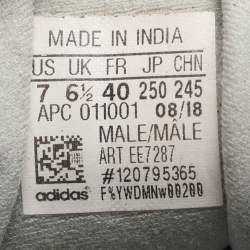 MADE IN INDIA
US UK FR JP CHN
7 6½ 40 250 245
APC 011001 08/18
MALE/MÂLE
ART EE7287
#120795365
adidas F%YWDMNw00200